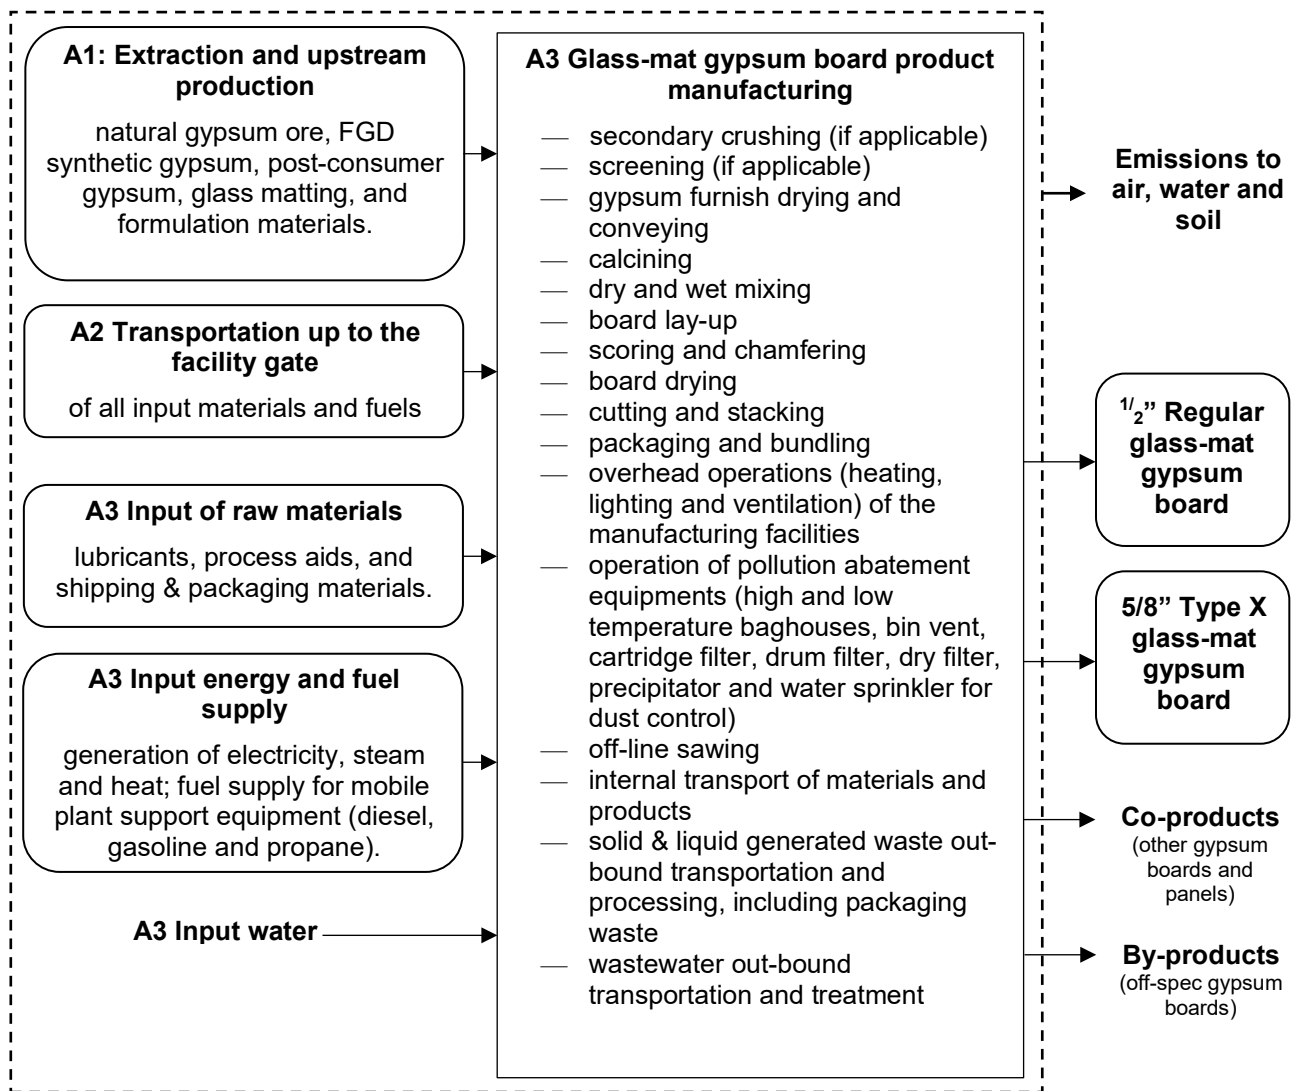 A1: Extraction and upstream
production
natural gypsum ore, FGD
synthetic gypsum, post-consumer
gypsum, glass matting, and
formulation materials.
A2 Transportation up to the
facility gate
of all input materials and fuels
A3 Input of raw materials
lubricants, process aids, and
shipping & packaging materials.
A3 Input energy and fuel
supply
generation of electricity, steam
and heat; fuel supply for mobile
plant support equipment (diesel,
gasoline and propane).
A3 Input water
A3 Glass-mat gypsum board product
manufacturing
— secondary crushing (if applicable)
— screening (if applicable)
— gypsum furnish drying and
conveying
— calcining
— dry and wet mixing
— board lay-up
— scoring and chamfering
— board drying
— cutting and stacking
— packaging and bundling
— overhead operations (heating,
lighting and ventilation) of the
manufacturing facilities
— operation of pollution abatement
equipments (high and low
temperature baghouses, bin vent,
cartridge filter, drum filter, dry filter,
precipitator and water sprinkler for
dust control)
— off-line sawing
— internal transport of materials and
products
— solid & liquid generated waste out-
bound transportation and
processing, including packaging
waste
— wastewater out-bound
transportation and treatment
Emissions to
air, water and
soil
1/2” Regular
glass-mat
gypsum
board
5/8” Type X
glass-mat
gypsum
board
Co-products
(other gypsum
boards and
panels)
By-products
(off-spec gypsum
boards)